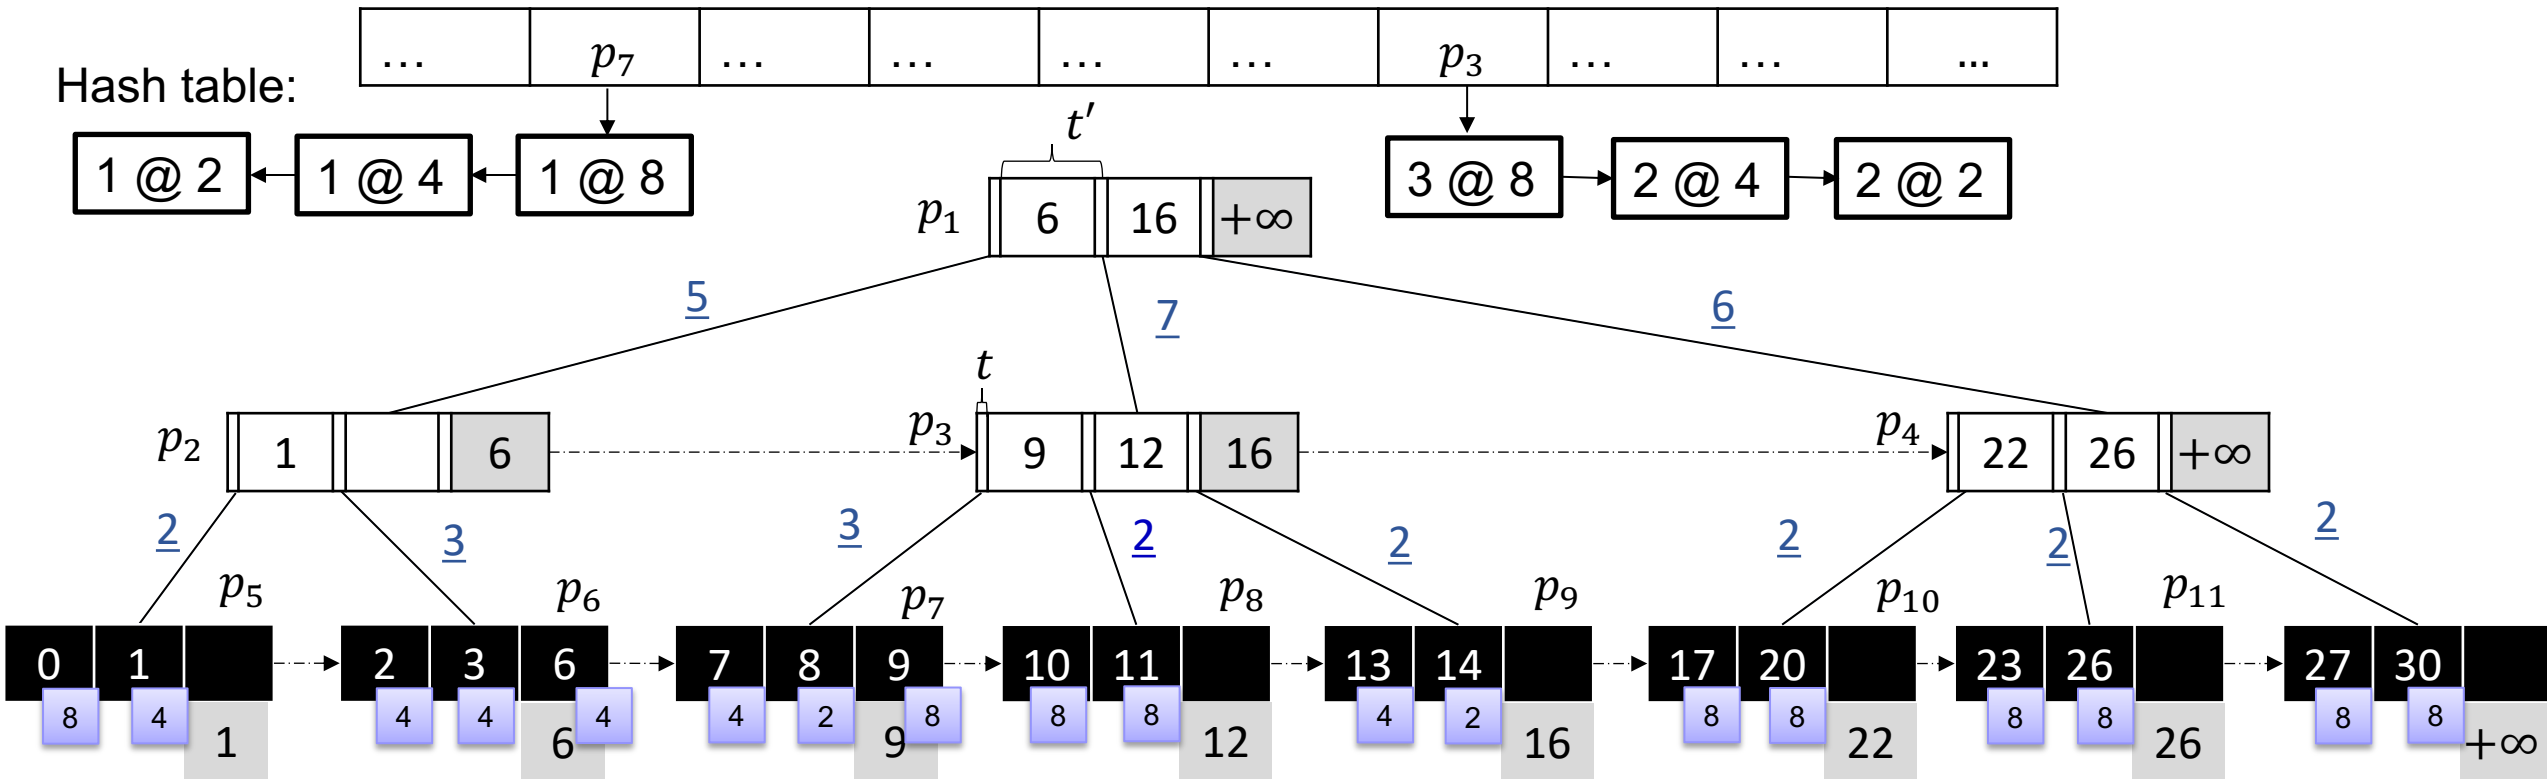 ... p₇ ... ... ... ... p₃ ... ... ...
Hash table:
1 @ 2 1 @ 4 1 @ 8 3 @ 8 2 @ 4 2 @ 2
t′
p₁ 6 16 +∞
5 7 6
t
p₂ 1 6 p₃ 9 12 16 p₄ 22 26 +∞
2 3 3 2 2 2 2 2
p₅ p₆ p₇ p₈ p₉ p₁₀ p₁₁
0 1 2 3 6 7 8 9 10 11 13 14 17 20 23 26 27 30
8 4 4 4 4 4 2 8 8 8 4 2 8 8 8 8 8 8
1 6 9 12 16 22 26 +∞